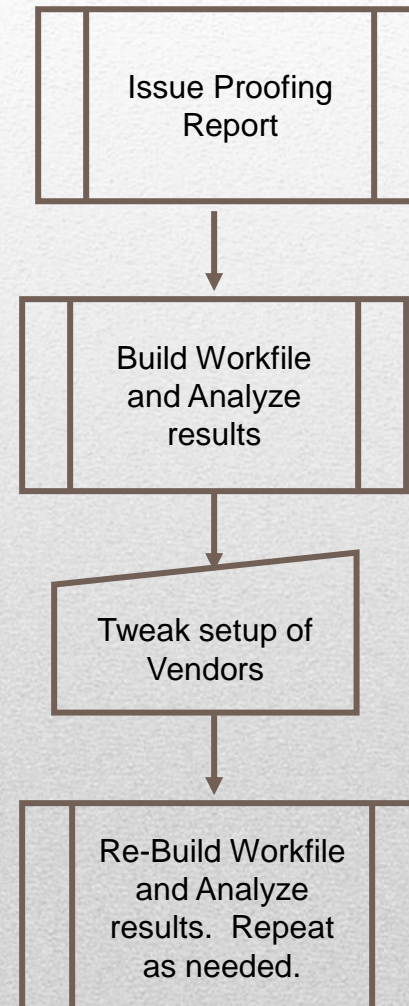 Issue Proofing
Report
Build Workfile
and Analyze
results
Tweak setup of
Vendors
Re-Build Workfile
and Analyze
results.  Repeat
as needed.